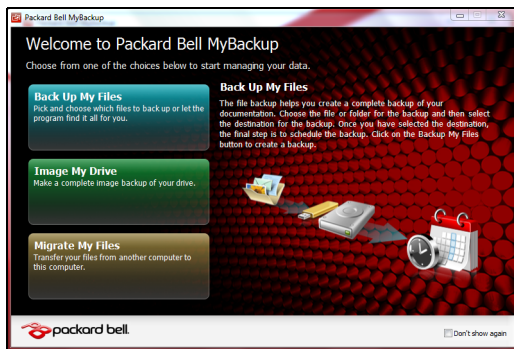 Packard Bell MyBackup
Welcome to Packard Bell MyBackup
Choose from one of the choices below to start managing your data.
Back Up My Files
Pick and choose which files to back up or let the
program find it all for you.
Image My Drive
Make a complete image backup of your drive.
Migrate My Files
Transfer your files from another computer to
this computer.
Back Up My Files
The file backup helps you create a complete backup of your
documentation. Choose the file or folder for the backup and then select
the destination for the backup. Once you have selected the destination,
the final step is to schedule the backup. Click on the Backup My Files
button to create a backup.
packard bell.
Don't show again